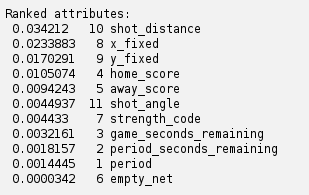 Ranked attributes:
0.034212 10 shot_distance
0.0233883 8 x_fixed
0.0170291 9 y_fixed
0.0105074 4 home_score
0.0094243 5 away_score
0.0044937 11 shot_angle
0.004433 7 strength_code
0.0032161 3 game_seconds_remaining
0.0018157 2 period_seconds_remaining
0.0014445 1 period
0.0000342 6 empty_net